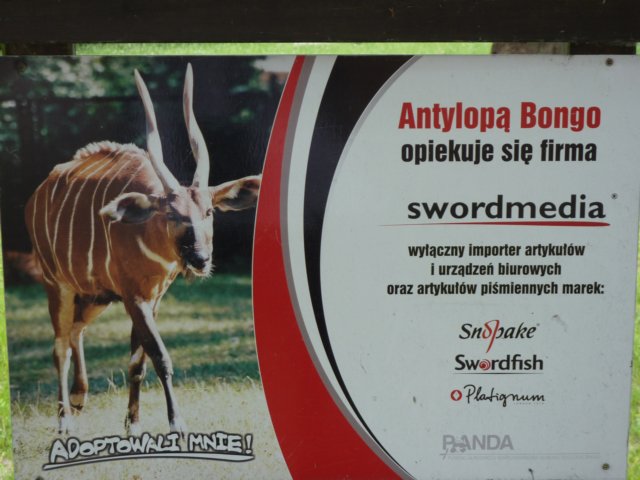 Antylopą Bongo
opiekuje się firma
swordmedia®
wyłączny importer artykułów
i urządzeń biurowych
oraz artykułów piśmiennych marek:
Snopake
Swordfish
Platignum
ADOPTOWALI MNIE!
PANDA